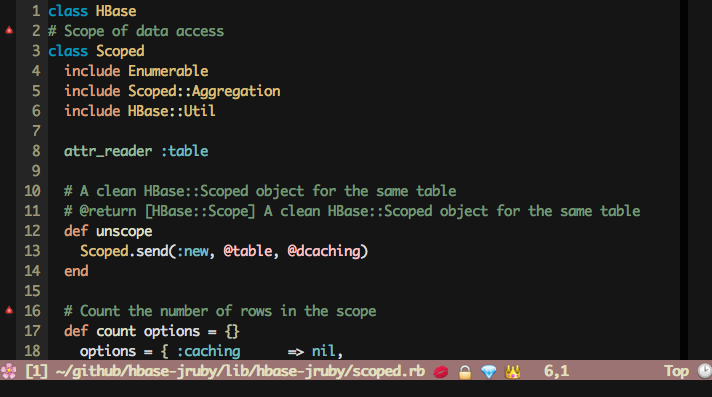 1 class HBase
2 # Scope of data access
3 class Scoped
4   include Enumerable
5   include Scoped::Aggregation
6   include HBase::Util
7
8   attr_reader :table
9
10   # A clean HBase::Scoped object for the same table
11   # @return [HBase::Scope] A clean HBase::Scoped object for the same table
12   def unscope
13     Scoped.send(:new, @table, @dcaching)
14   end
15
16   # Count the number of rows in the scope
17   def count options = {}
18     options = { :caching      => nil,
🌸 [1] ~/github/hbase-jruby/lib/hbase-jruby/scoped.rb 💋 🔒 💎 👑 6,1 Top 🕒